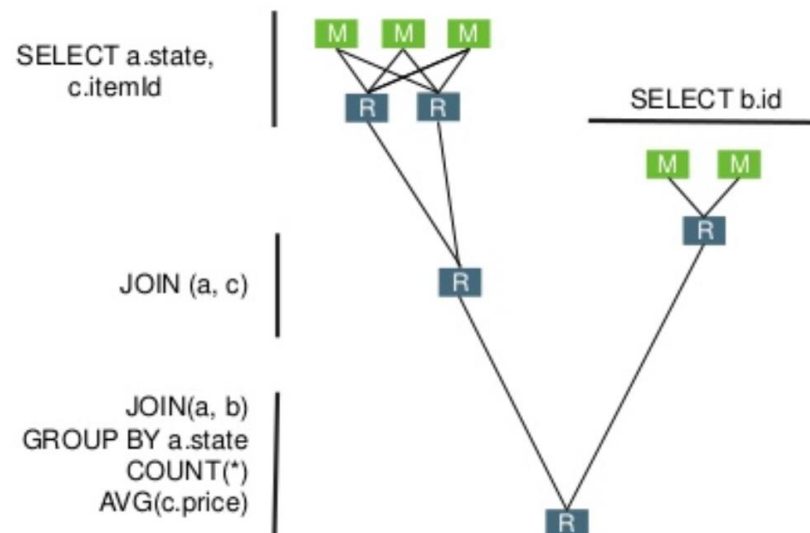 M M M
SELECT a.state,
c.itemId
R R
SELECT b.id
M M
R
JOIN (a, c)
R
JOIN(a, b)
GROUP BY a.state
COUNT(*)
AVG(c.price)
R